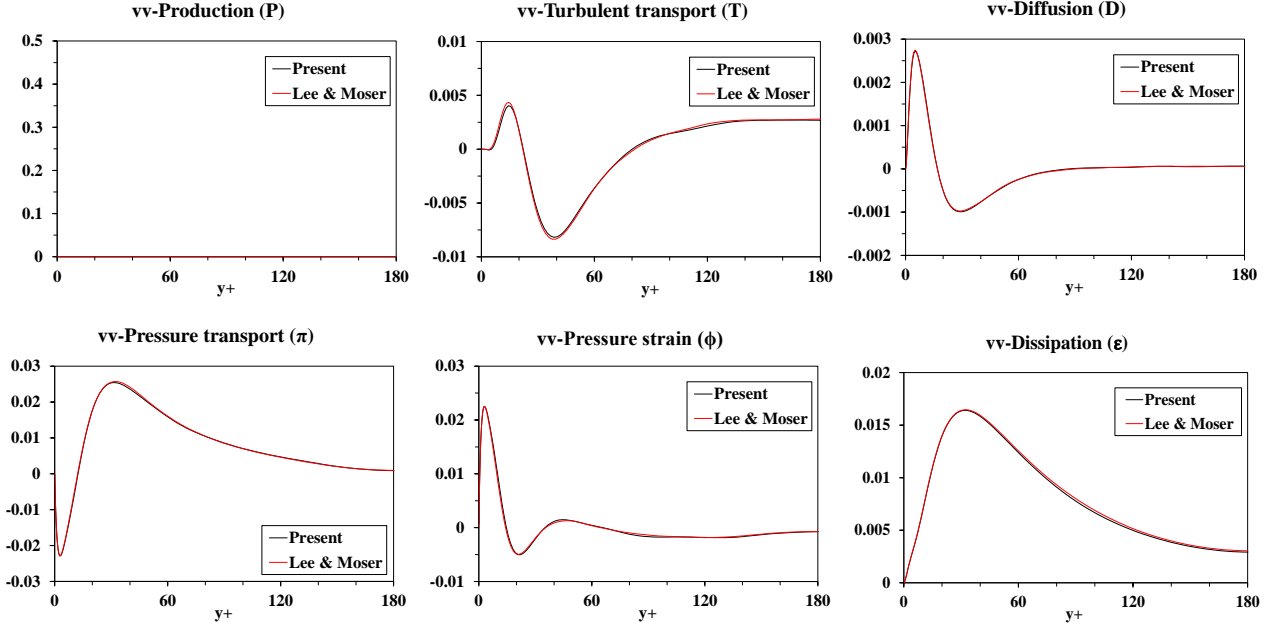 vv-Production (P)
0.5
0.4
0.3
0.2
0.1
0
0
60
120
180
y+
Present
Lee & Moser
vv-Turbulent transport (T)
0.01
0.005
0
-0.005
-0.01
0
60
120
180
y+
Present
Lee & Moser
vv-Diffusion (D)
0.003
0.002
0.001
0
-0.001
-0.002
0
60
120
180
y+
Present
Lee & Moser
vv-Pressure transport (π)
0.03
0.02
0.01
0
-0.01
-0.02
-0.03
0
60
120
180
y+
Present
Lee & Moser
vv-Pressure strain (ϕ)
0.03
0.02
0.01
0
-0.01
0
60
120
180
y+
Present
Lee & Moser
vv-Dissipation (ε)
0.02
0.015
0.01
0.005
0
0
60
120
180
y+
Present
Lee & Moser